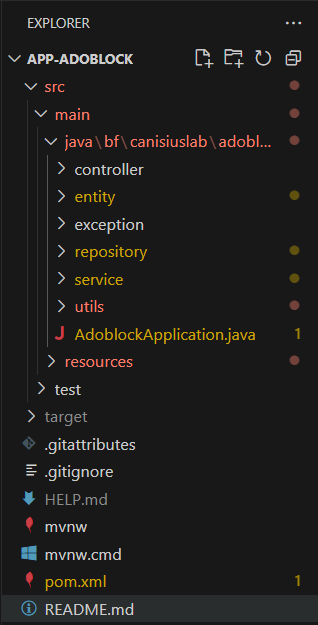 EXPLORER
APP-ADOBLOCK
src
main
java\bf\canisiuslab\adobl...
controller
entity
exception
repository
service
utils
AdoblockApplication.java 1
resources
test
target
.gitattributes
.gitignore
HELP.md
mvnw
mvnw.cmd
pom.xml 1
README.md